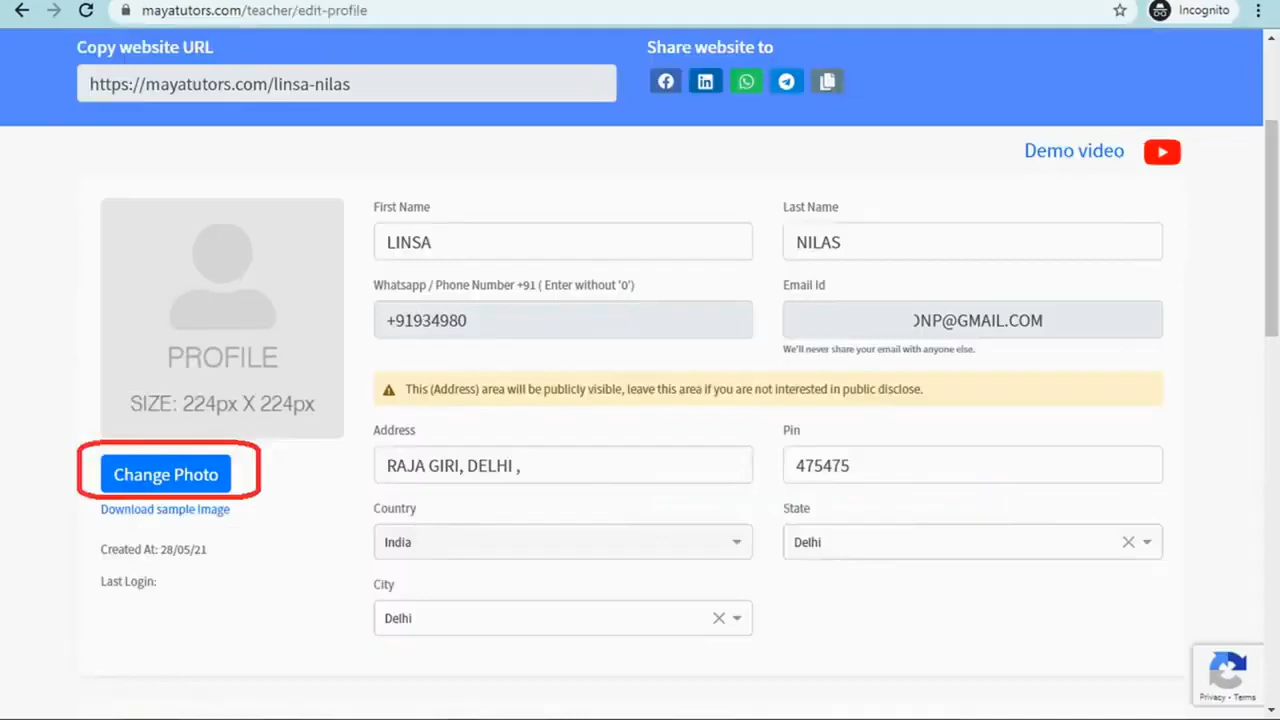 mayatutors.com/teacher/edit-profile
Incognito
Copy website URL
Share website to
https://mayatutors.com/linsa-nilas
Demo video
PROFILE
SIZE: 224px X 224px
Change Photo
Download sample Image
Created At: 28/05/21
Last Login:
First Name
Last Name
LINSA
NILAS
Whatsapp / Phone Number +91 ( Enter without '0')
Email Id
+91934980
NP@GMAIL.COM
We'll never share your email with anyone else.
This (Address) area will be publicly visible, leave this area if you are not interested in public disclose.
Address
Pin
RAJA GIRI, DELHI ,
475475
Country
State
India
Delhi
City
Delhi
Privacy - Terms